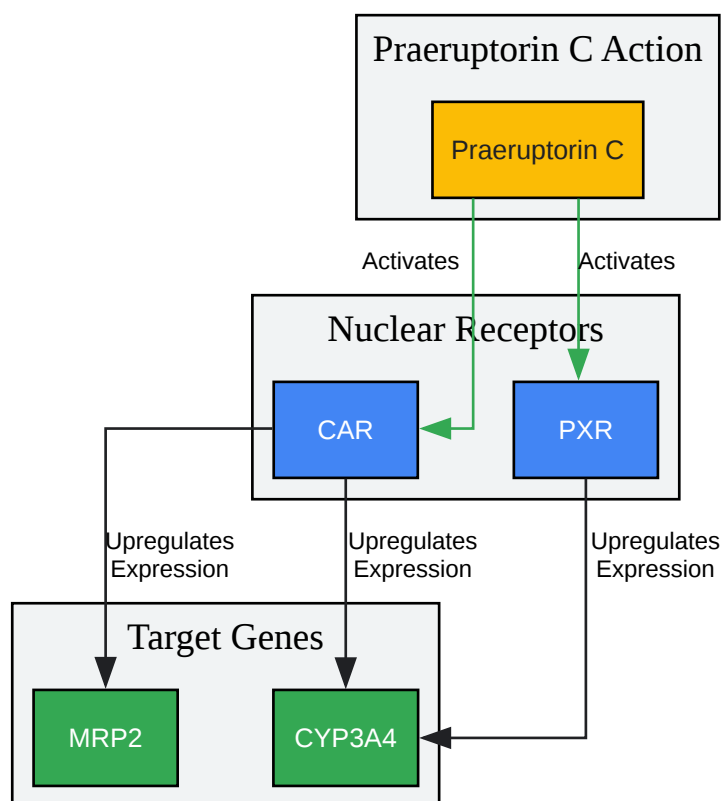 Praeruptorin C Action
Praeruptorin C
Activates
Activates
Nuclear Receptors
CAR
PXR
Upregulates
Expression
Upregulates
Expression
Upregulates
Expression
Target Genes
MRP2
CYP3A4